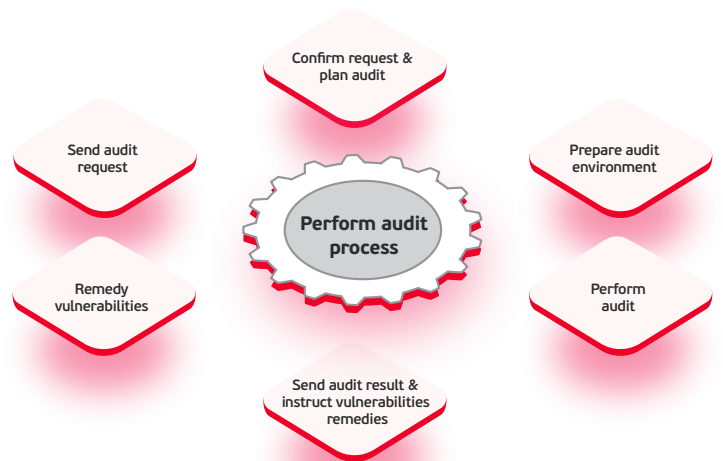 Confirm request &
plan audit
Send audit
request
Prepare audit
environment
Perform audit
process
Remedy
vulnerabilities
Perform
audit
Send audit result &
instruct vulnerabilities
remedies